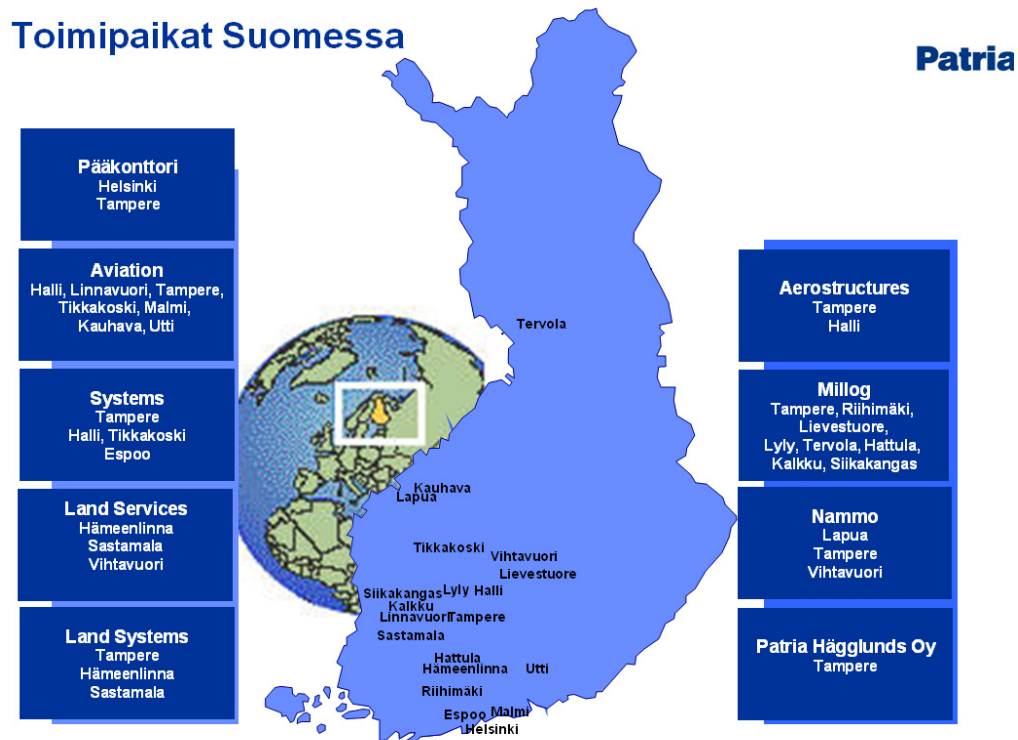 Toimipaikat Suomessa
Patria
Pääkonttori
Helsinki
Tampere
Aviation
Halli, Linnavuori, Tampere,
Tikkakoski, Malmi,
Kauhava, Utti
Systems
Tampere
Halli, Tikkakoski
Espoo
Land Services
Hämeenlinna
Sastamala
Vihtavuori
Land Systems
Tampere
Hämeenlinna
Sastamala
Tervola
Kauhava
Lapua
Tikkakoski
Vihtavuori
Lievestuore
Siikakangas
Lyly
Halli
Kalkku
Linnavuori
Tampere
Sastamala
Hattula
Hämeenlinna
Utti
Riihimäki
Espoo
Malmi
Helsinki
Aerostructures
Tampere
Halli
Millog
Tampere, Riihimäki,
Lievestuore,
Lyly, Tervola, Hattula,
Kalkku, Siikakangas
Nammo
Lapua
Tampere
Vihtavuori
Patria Hägglunds Oy
Tampere